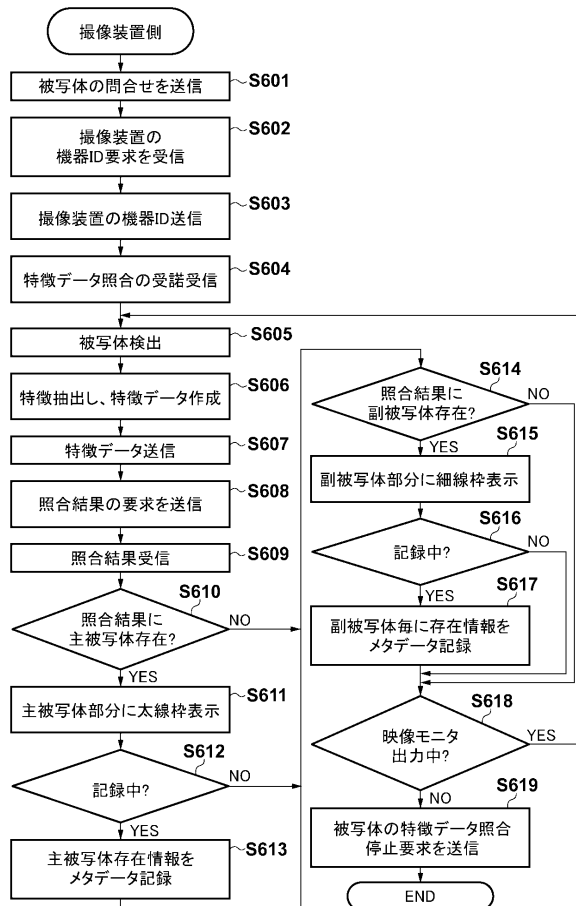 撮像装置側
被写体の問合せを送信
S601
撮像装置の
機器ID要求を受信
S602
撮像装置の機器ID送信
S603
特徴データ照合の受諾受信
S604
被写体検出
S605
特徴抽出し、特徴データ作成
S606
特徴データ送信
S607
照合結果の要求を送信
S608
照合結果受信
S609
照合結果に
主被写体存在?
S610
NO
YES
主被写体部分に太線枠表示
S611
記録中?
S612
NO
YES
主被写体存在情報を
メタデータ記録
S613
照合結果に
副被写体存在?
S614
NO
YES
副被写体部分に細線枠表示
S615
記録中?
S616
NO
YES
副被写体毎に存在情報を
メタデータ記録
S617
映像モニタ
出力中?
S618
YES
NO
被写体の特徴データ照合
停止要求を送信
S619
END